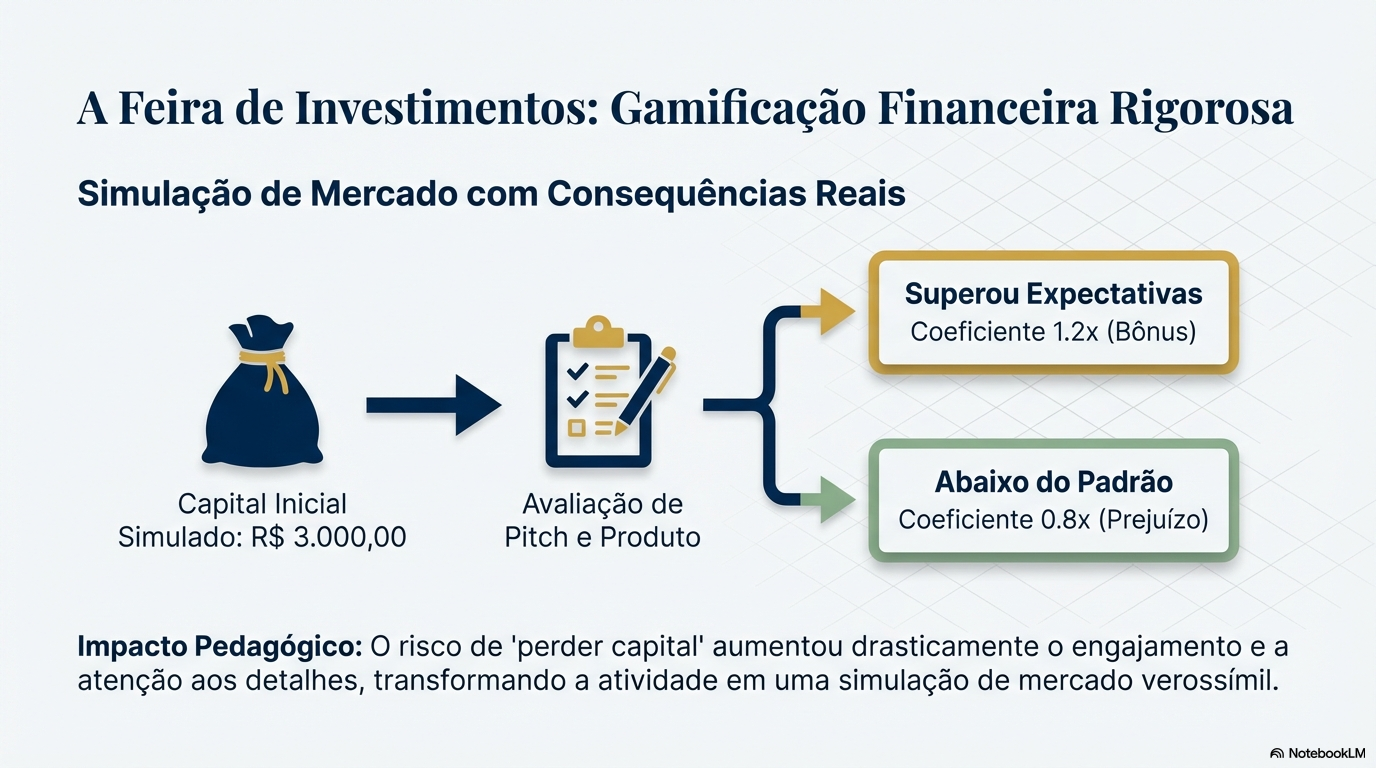 A Feira de Investimentos: Gamificação Financeira Rigorosa
Simulação de Mercado com Consequências Reais
Capital Inicial
Simulado: R$ 3.000,00
Avaliação de
Pitch e Produto
Superou Expectativas
Coeficiente 1.2x (Bônus)
Abaixo do Padrão
Coeficiente 0.8x (Prejuízo)
Impacto Pedagógico: O risco de 'perder capital' aumentou drasticamente o engajamento e a
atenção aos detalhes, transformando a atividade em uma simulação de mercado verossímil.
NotebookLM